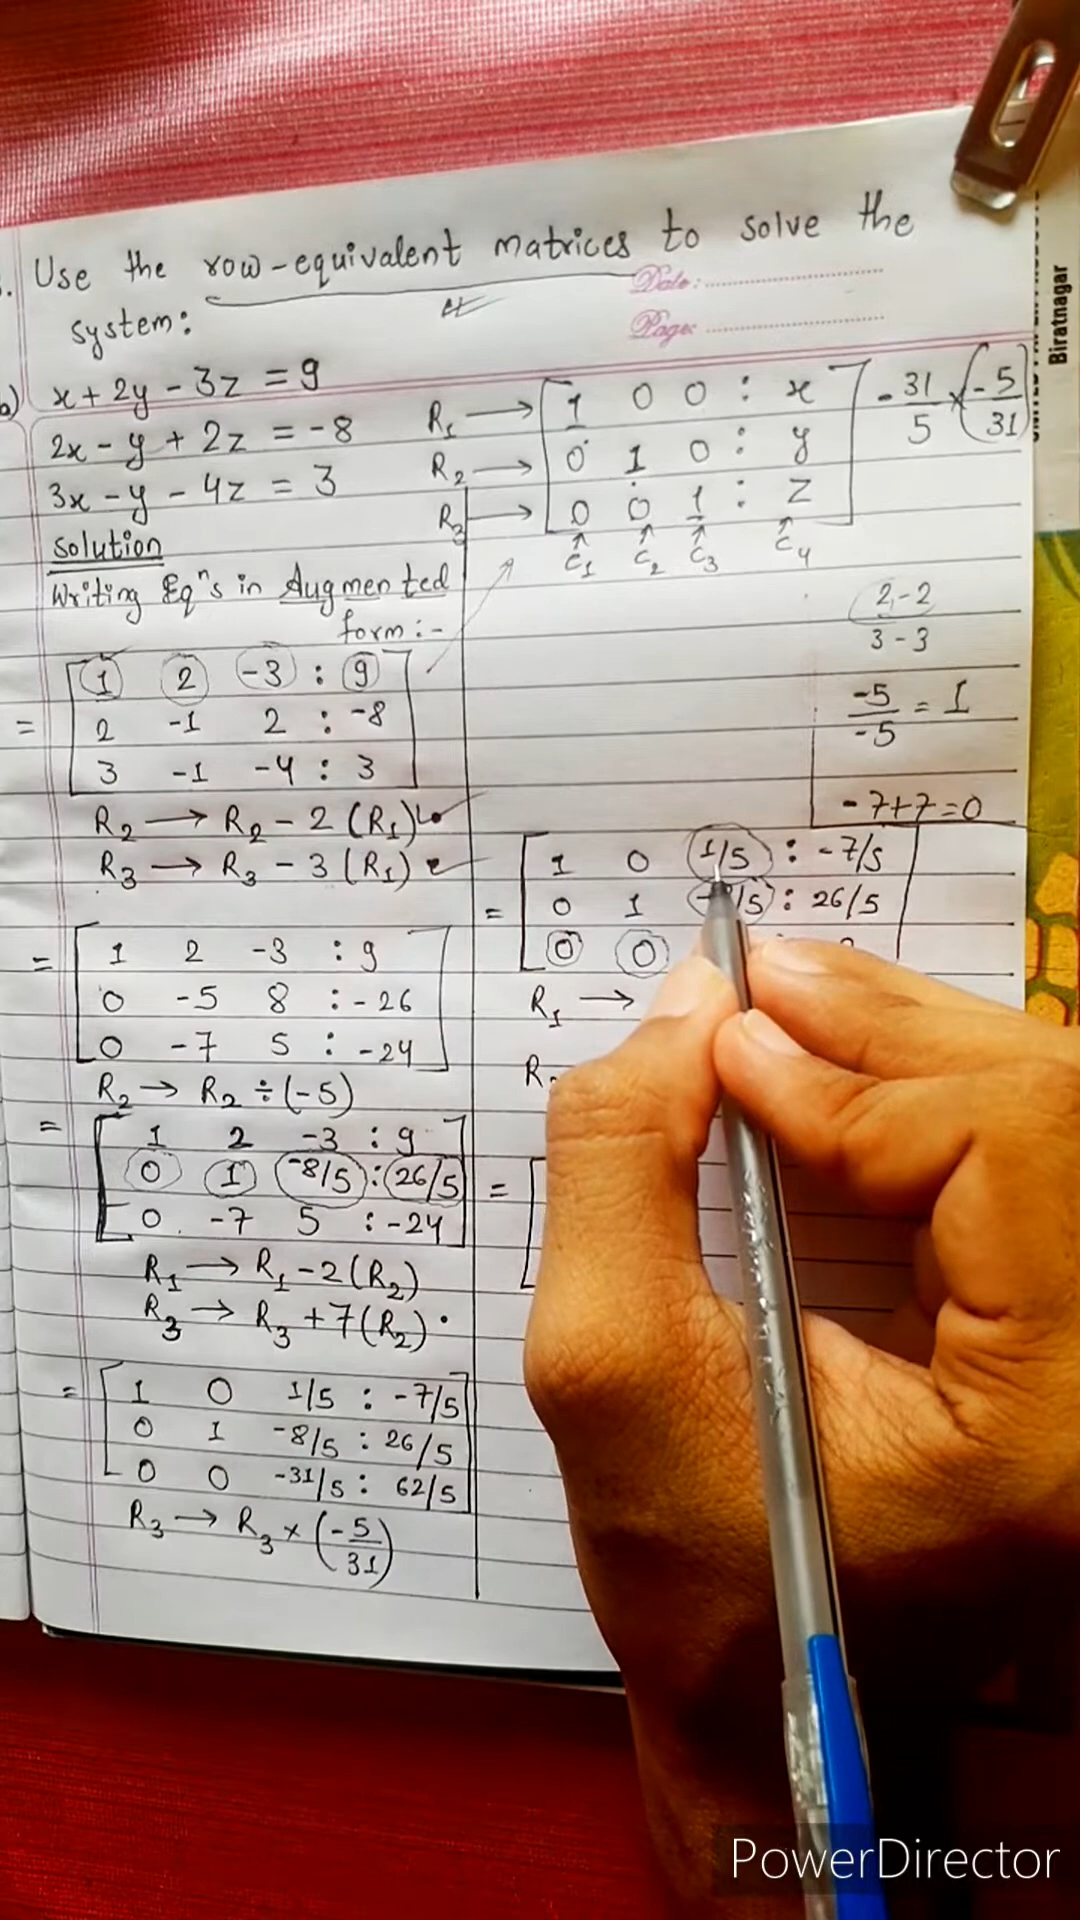 Use the row-equivalent matrices to solve the
system:
Date:
Page:
a) x + 2y - 3z = 9
2x - y + 2z = -8
3x - y - 4z = 3
R₁ → [ 1 0 0 : x
R₂ → 0 1 0 : y
R₃ → 0 0 1 : z ]
↑ ↑ ↑ ↑
C₁ C₂ C₃ C₄
-31/5 × (-5/31)
Solution
Writing Eqⁿs in Augmented
form:-
= [ 1 2 -3 : 9
2 -1 2 : -8
3 -1 -4 : 3 ]
R₂ → R₂ - 2 (R₁)
R₃ → R₃ - 3 (R₁)
= [ 1 2 -3 : 9
0 -5 8 : -26
0 -7 5 : -24 ]
R₂ → R₂ ÷ (-5)
= [ 1 2 -3 : 9
0 1 -8/5 : 26/5
0 -7 5 : -24 ]
R₁ → R₁ - 2 (R₂)
R₃ → R₃ + 7 (R₂)
= [ 1 0 1/5 : -7/5
0 1 -8/5 : 26/5
0 0 -31/5 : 62/5 ]
R₃ → R₃ × (-5/31)
2-2
3-3
-5/-5 = 1
-7+7=0
[ 1 0 1/5 : -7/5
= 0 1 /5 : 26/5
0 0 :
R₁ →
R
=
Biratnagar
PowerDirector